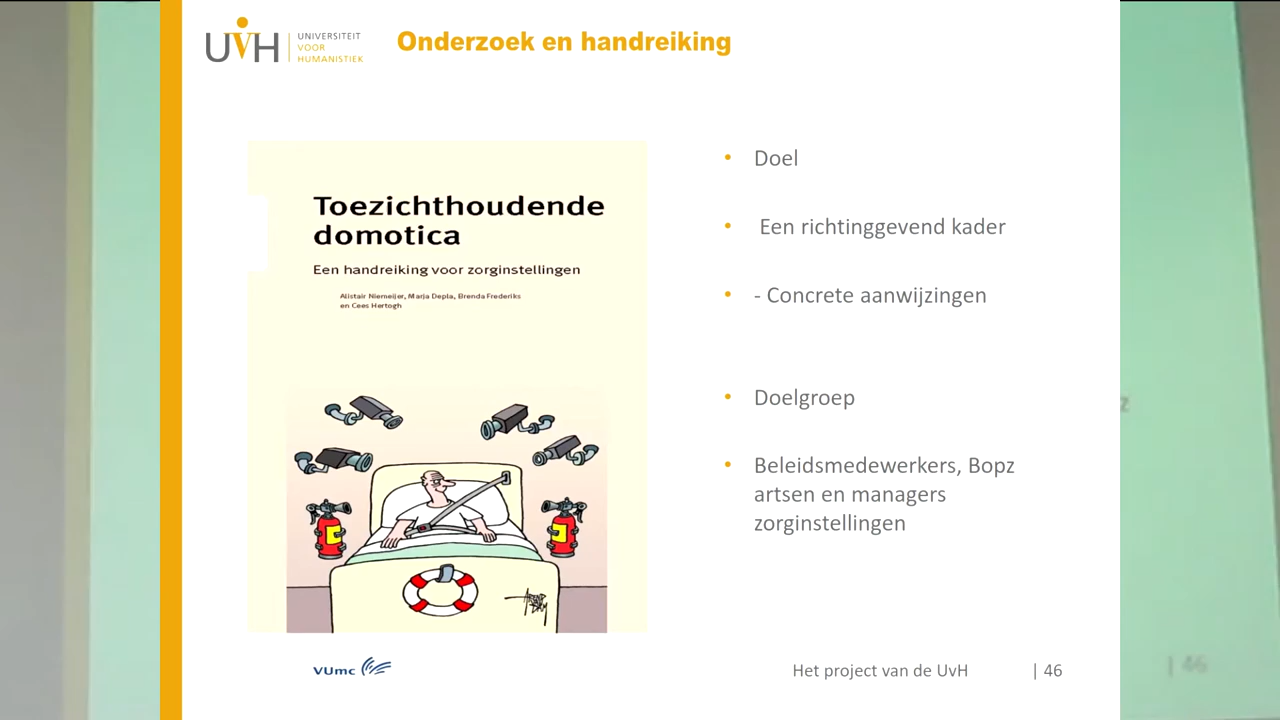 UVH
UNIVERSITEIT
VOOR
HUMANISTIEK
Onderzoek en handreiking
Toezichthoudende
domotica
Een handreiking voor zorginstellingen
Alistair Niemeijer, Marja Depla, Brenda Frederiks
en Cees Hertogh
VUmc
• Doel
• Een richtinggevend kader
• - Concrete aanwijzingen
• Doelgroep
• Beleidsmedewerkers, Bopz
artsen en managers
zorginstellingen
Het project van de UvH | 46
z
| 46